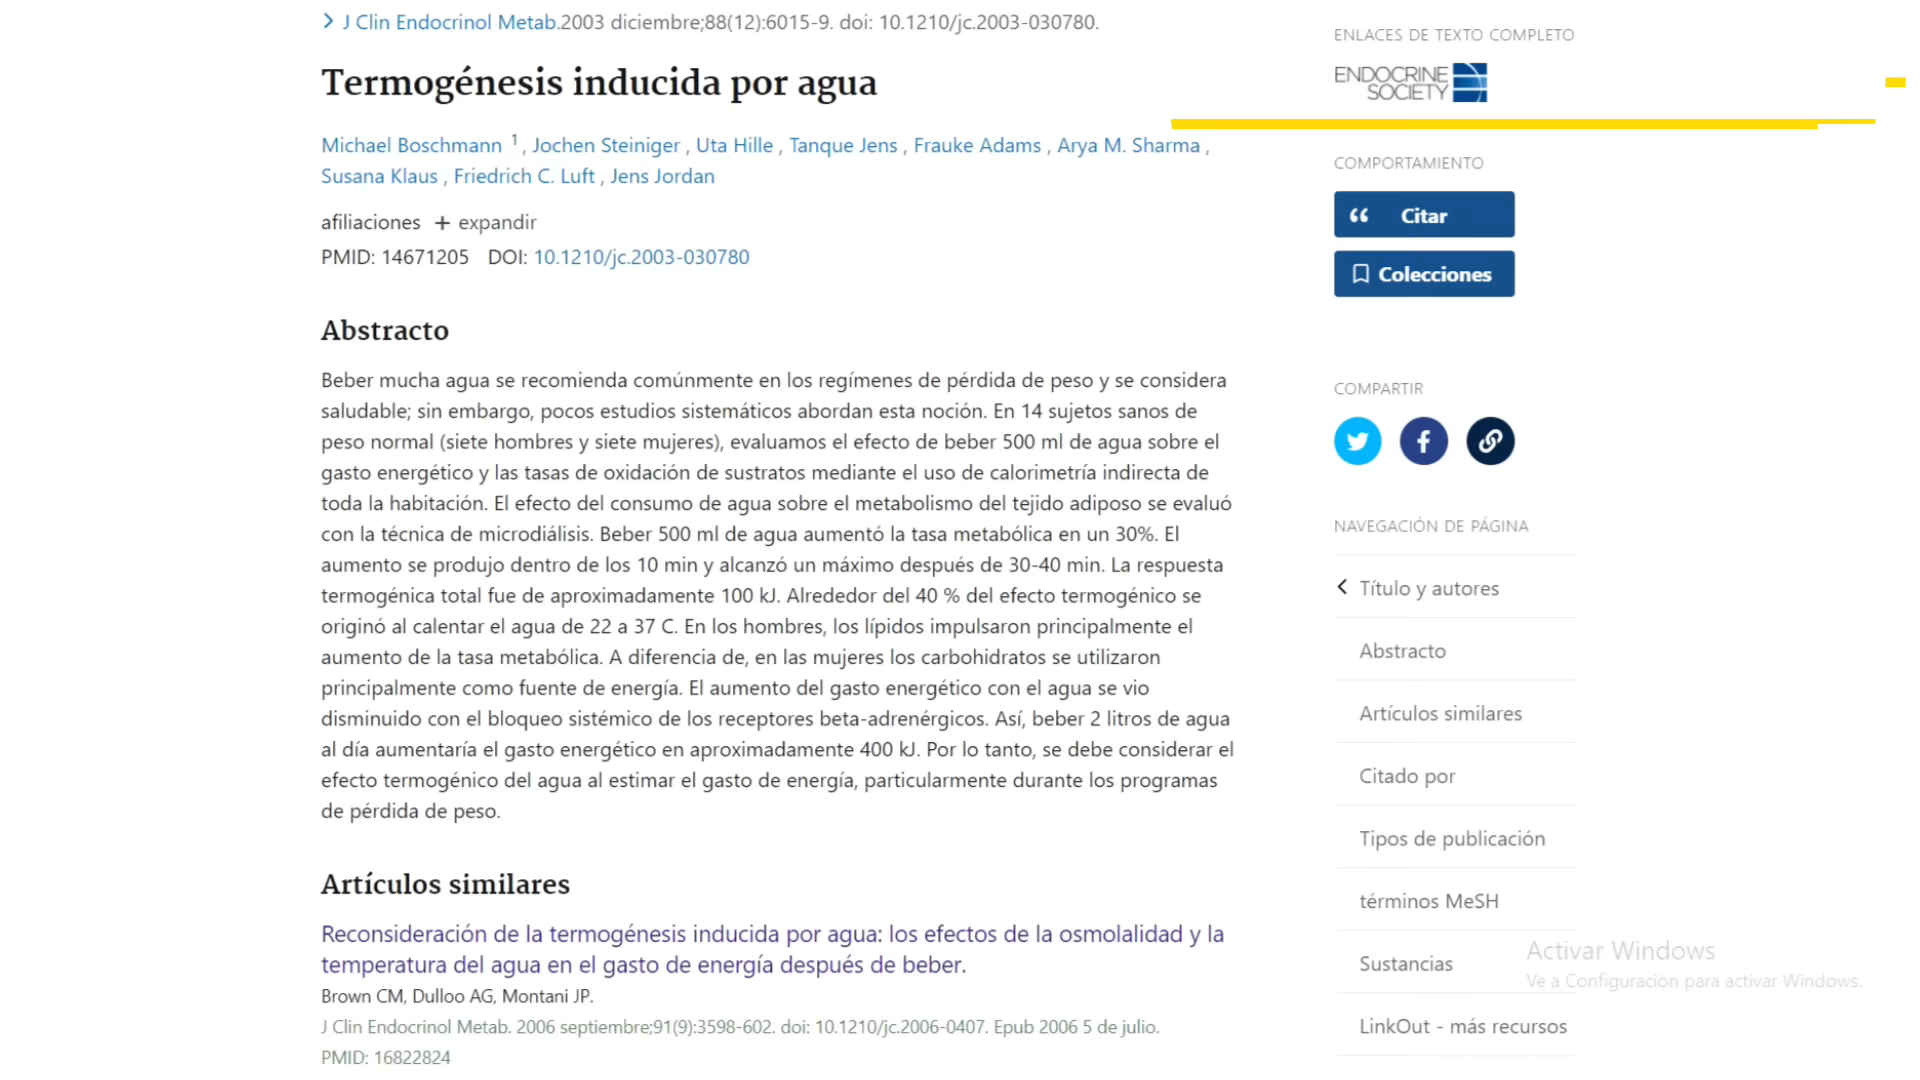 J Clin Endocrinol Metab.2003 diciembre;88(12):6015-9. doi: 10.1210/jc.2003-030780.
Termogénesis inducida por agua
Michael Boschmann 1 , Jochen Steiniger , Uta Hille , Tanque Jens , Frauke Adams , Arya M. Sharma ,
Susana Klaus , Friedrich C. Luft , Jens Jordan
afiliaciones + expandir
PMID: 14671205 DOI: 10.1210/jc.2003-030780
Abstracto
Beber mucha agua se recomienda comúnmente en los regímenes de pérdida de peso y se considera
saludable; sin embargo, pocos estudios sistemáticos abordan esta noción. En 14 sujetos sanos de
peso normal (siete hombres y siete mujeres), evaluamos el efecto de beber 500 ml de agua sobre el
gasto energético y las tasas de oxidación de sustratos mediante el uso de calorimetría indirecta de
toda la habitación. El efecto del consumo de agua sobre el metabolismo del tejido adiposo se evaluó
con la técnica de microdiálisis. Beber 500 ml de agua aumentó la tasa metabólica en un 30%. El
aumento se produjo dentro de los 10 min y alcanzó un máximo después de 30-40 min. La respuesta
termogénica total fue de aproximadamente 100 kJ. Alrededor del 40 % del efecto termogénico se
originó al calentar el agua de 22 a 37 C. En los hombres, los lípidos impulsaron principalmente el
aumento de la tasa metabólica. A diferencia de, en las mujeres los carbohidratos se utilizaron
principalmente como fuente de energía. El aumento del gasto energético con el agua se vio
disminuido con el bloqueo sistémico de los receptores beta-adrenérgicos. Así, beber 2 litros de agua
al día aumentaría el gasto energético en aproximadamente 400 kJ. Por lo tanto, se debe considerar el
efecto termogénico del agua al estimar el gasto de energía, particularmente durante los programas
de pérdida de peso.
Artículos similares
Reconsideración de la termogénesis inducida por agua: los efectos de la osmolalidad y la
temperatura del agua en el gasto de energía después de beber.
Brown CM, Dulloo AG, Montani JP.
J Clin Endocrinol Metab. 2006 septiembre;91(9):3598-602. doi: 10.1210/jc.2006-0407. Epub 2006 5 de julio.
PMID: 16822824
ENLACES DE TEXTO COMPLETO
ENDOCRINE
SOCIETY
COMPORTAMIENTO
Citar
Colecciones
COMPARTIR
NAVEGACIÓN DE PÁGINA
Título y autores
Abstracto
Artículos similares
Citado por
Tipos de publicación
términos MeSH
Sustancias
LinkOut - más recursos
Activar Windows
Ve a Configuración para activar Windows.